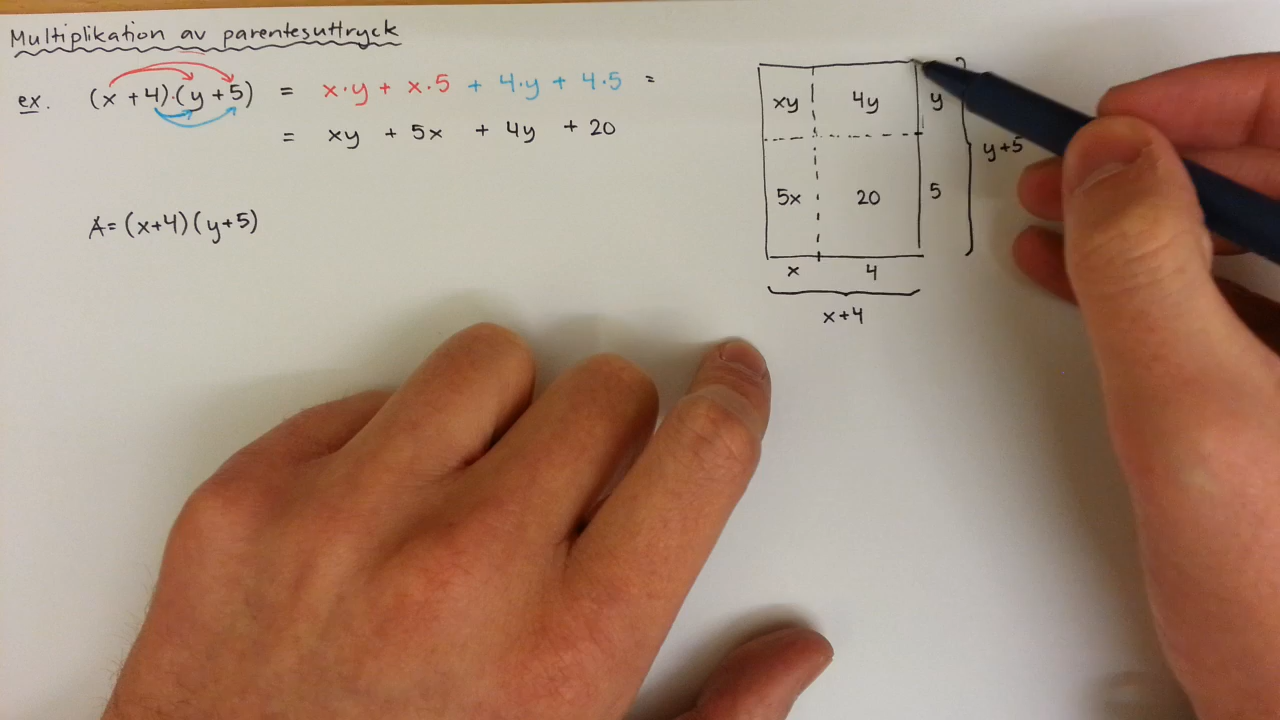 Multiplikation av parentesuttryck
ex. (x + 4)·(y + 5) = x·y + x·5 + 4·y + 4·5 =
= xy + 5x + 4y + 20
A = (x+4)(y+5)
xy 4y y
y+5
5x 20 5
x 4
x+4